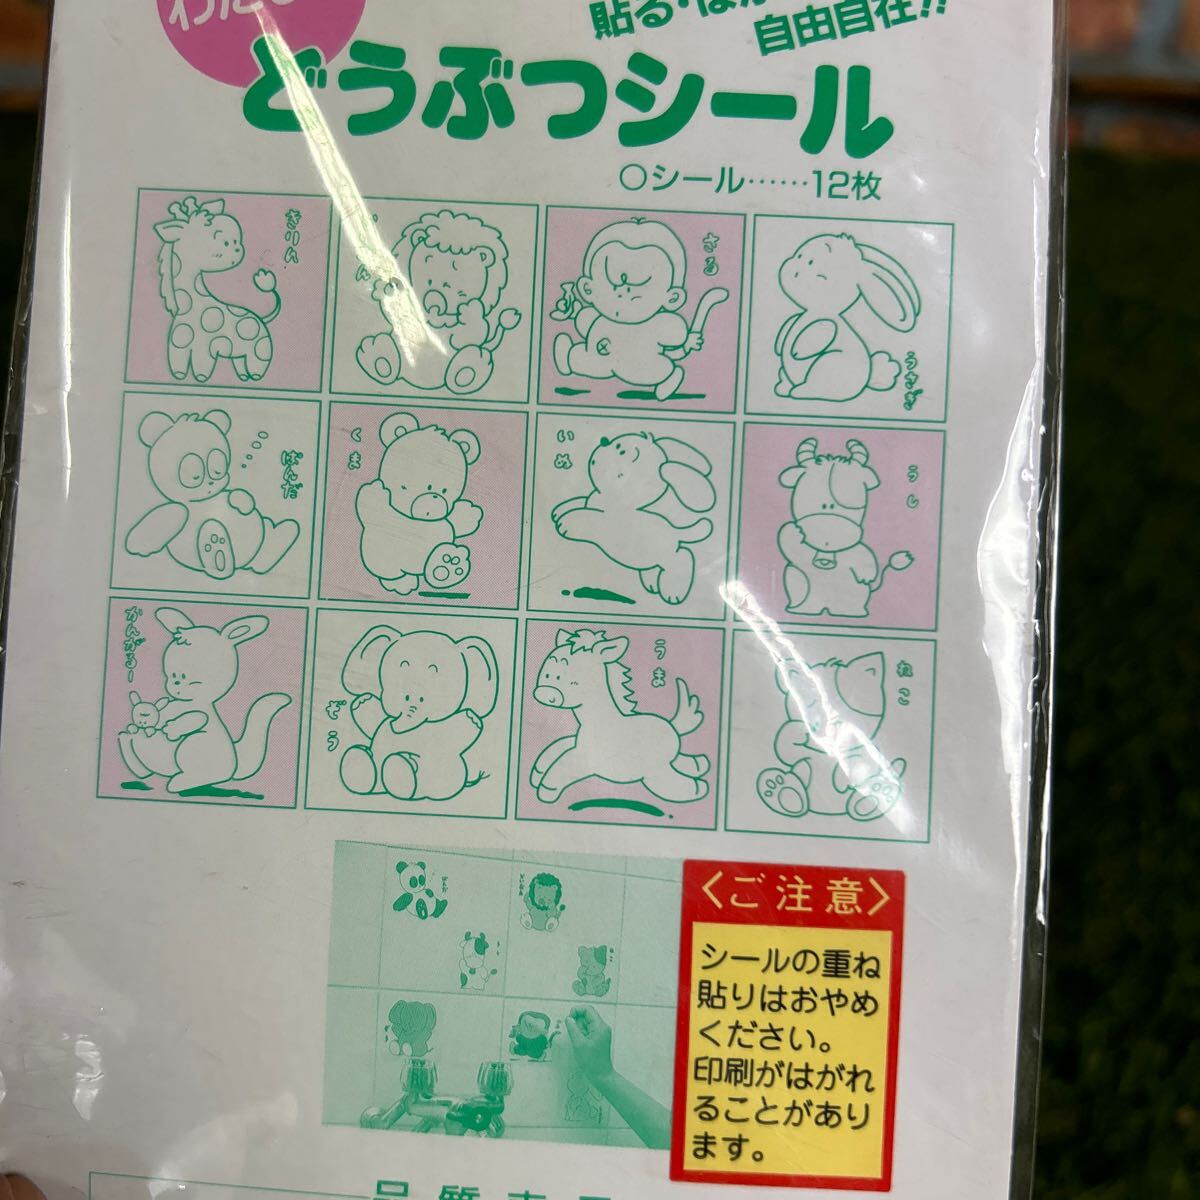 自由自在!!
どうぶつシール
○シール……12枚
きりん
さる
うさぎ
ぱんだ
くま
いぬ
うし
かんがるー
ぞう
うま
ねこ
〈ご注意〉
シールの重ね
貼りはおやめ
ください。
印刷がはがれ
ることがあり
ます。